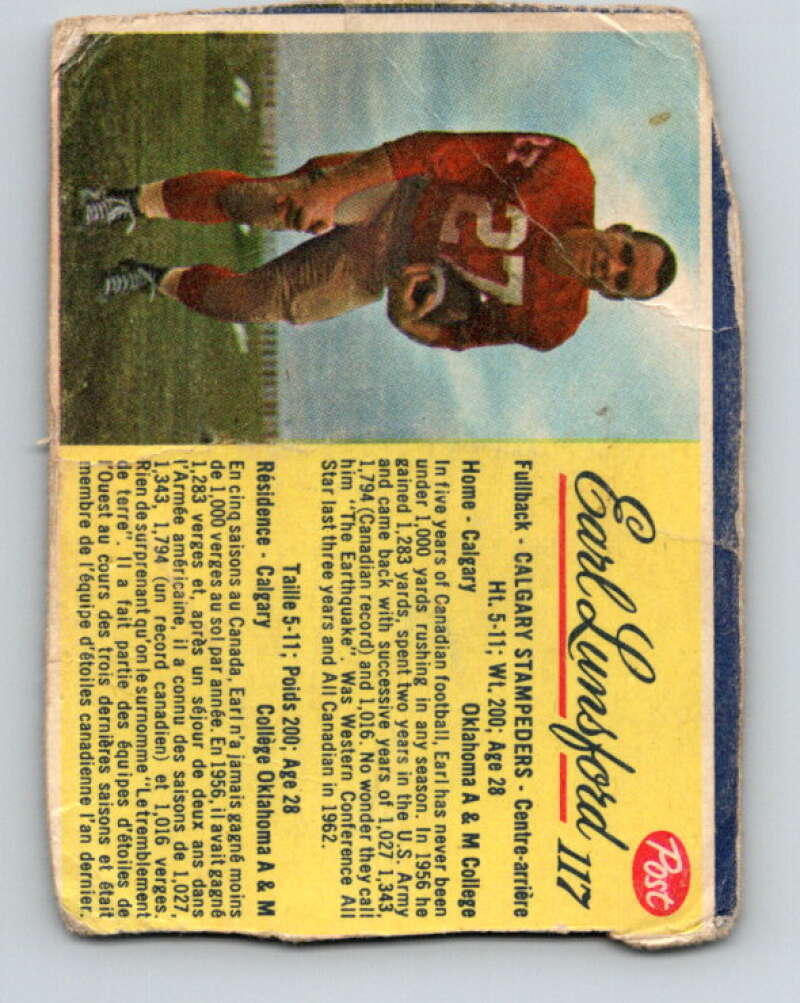 Earl Lunsford 117
Post
Fullback - CALGARY STAMPEDERS - Centre-arrière
Ht. 5-11; Wt. 200; Age 28
Home - Calgary Oklahoma A & M College
In five years of Canadian football, Earl has never been
under 1,000 yards rushing in any season. In 1956 he
gained 1,283 yards, spent two years in the U.S. Army
and came back with successive years of 1,027 1,343
1,794 (Canadian record) and 1,016. No wonder they call
him "The Earthquake". Was Western Conference All
Star last three years and All Canadian in 1962.
Taille 5-11; Poids 200; Age 28
Résidence - Calgary Collège Oklahoma A & M
En cinq saisons au Canada, Earl n'a jamais gagné moins
de 1,000 verges au sol par année. En 1956, il avait gagné
1,283 verges et, après un séjour de deux ans dans
l'Armée américaine, il a connu des saisons de 1,027,
1,343, 1,794 (un record canadien) et 1,016 verges.
Rien de surprenant qu'on le surnomme "Le tremblement
de terre". Il a fait partie des équipes d'étoiles de
l'Ouest au cours des trois dernières saisons et était
membre de l'équipe d'étoiles canadienne l'an dernier.
27